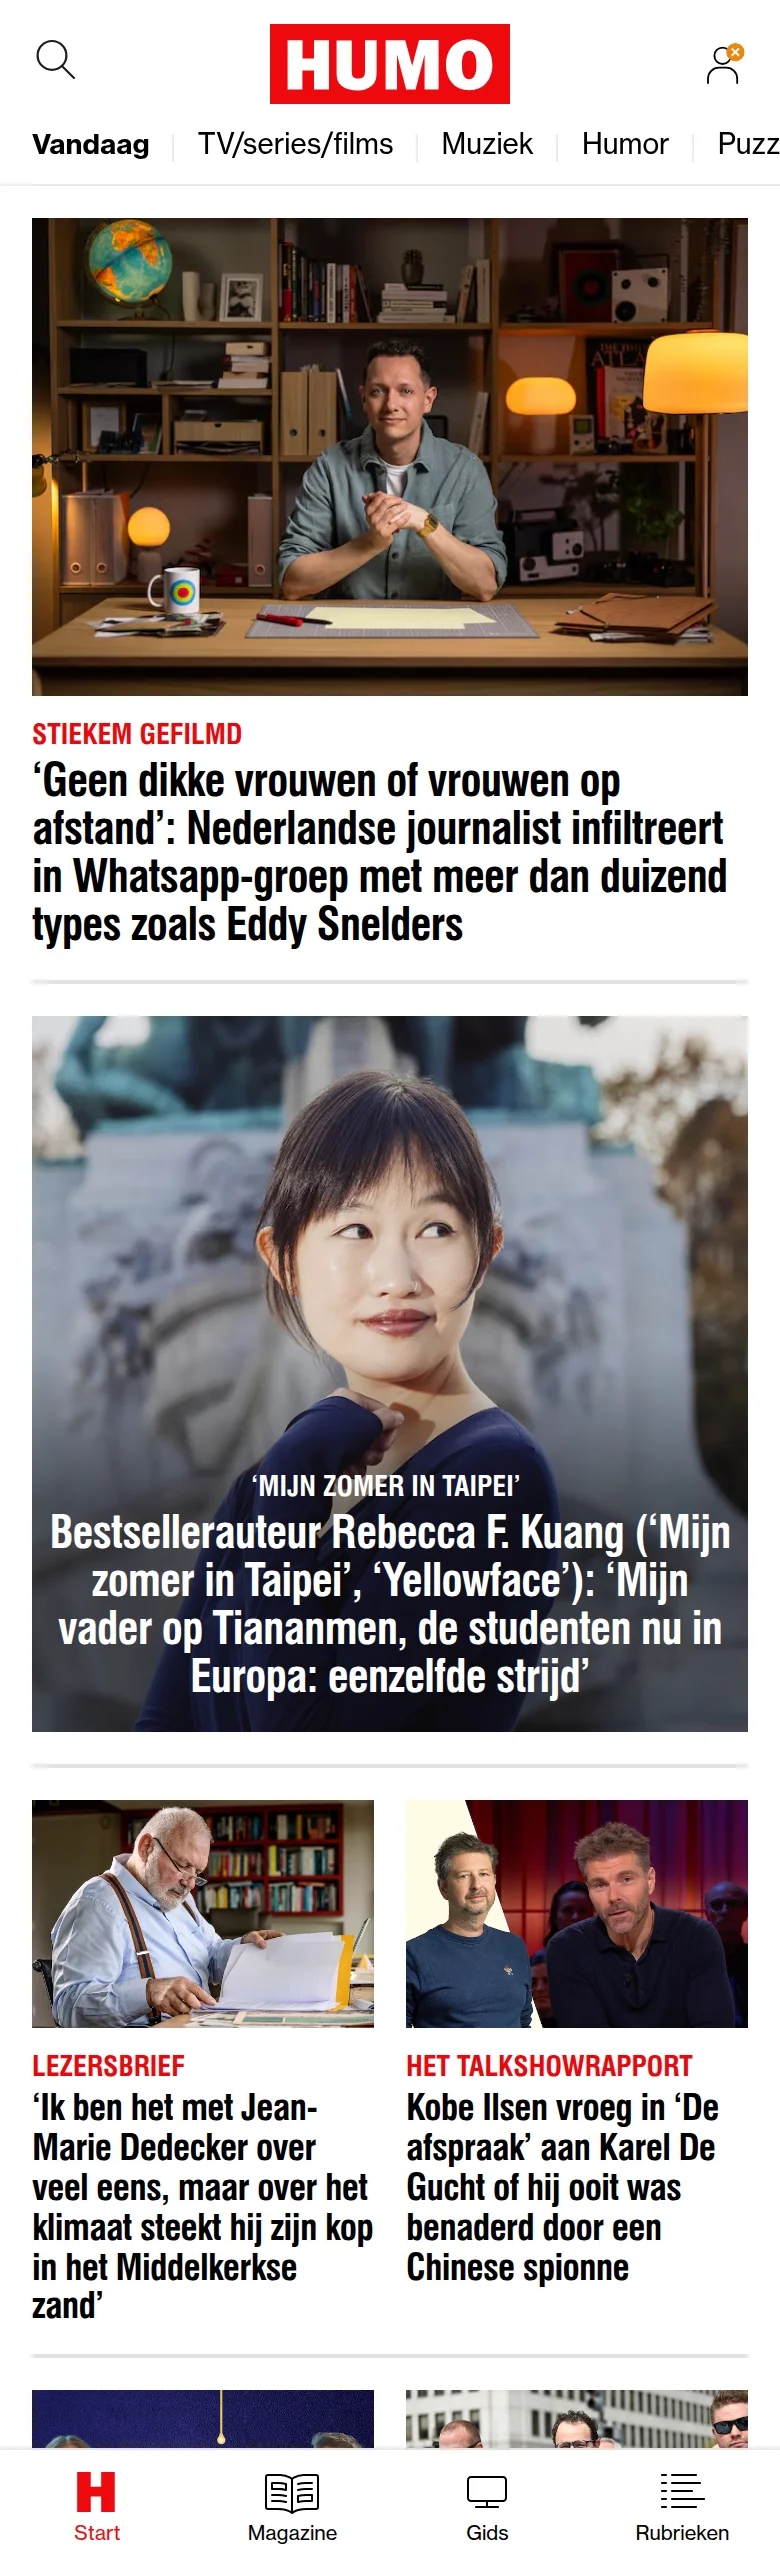 HUMO
Vandaag
TV/series/films
Muziek
Humor
Puzz
STIEKEM GEFILMD
‘Geen dikke vrouwen of vrouwen op
afstand’: Nederlandse journalist infiltreert
in Whatsapp-groep met meer dan duizend
types zoals Eddy Snelders
‘MIJN ZOMER IN TAIPEI’
Bestsellerauteur Rebecca F. Kuang (‘Mijn
zomer in Taipei’, ‘Yellowface’): ‘Mijn
vader op Tiananmen, de studenten nu in
Europa: eenzelfde strijd’
LEZERSBRIEF
‘Ik ben het met Jean-
Marie Dedecker over
veel eens, maar over het
klimaat steekt hij zijn kop
in het Middelkerkse
zand’
HET TALKSHOWRAPPORT
Kobe Ilsen vroeg in ‘De
afspraak’ aan Karel De
Gucht of hij ooit was
benaderd door een
Chinese spionne
H
Start
Magazine
Gids
Rubrieken